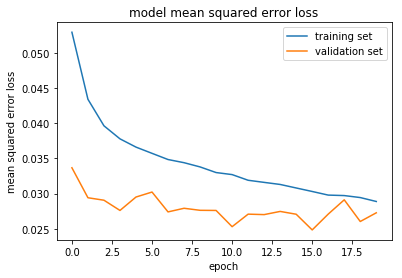 model mean squared error loss
training set
validation set
0.050
0.045
0.040
0.035
0.030
0.025
mean squared error loss
0.0 2.5 5.0 7.5 10.0 12.5 15.0 17.5
epoch